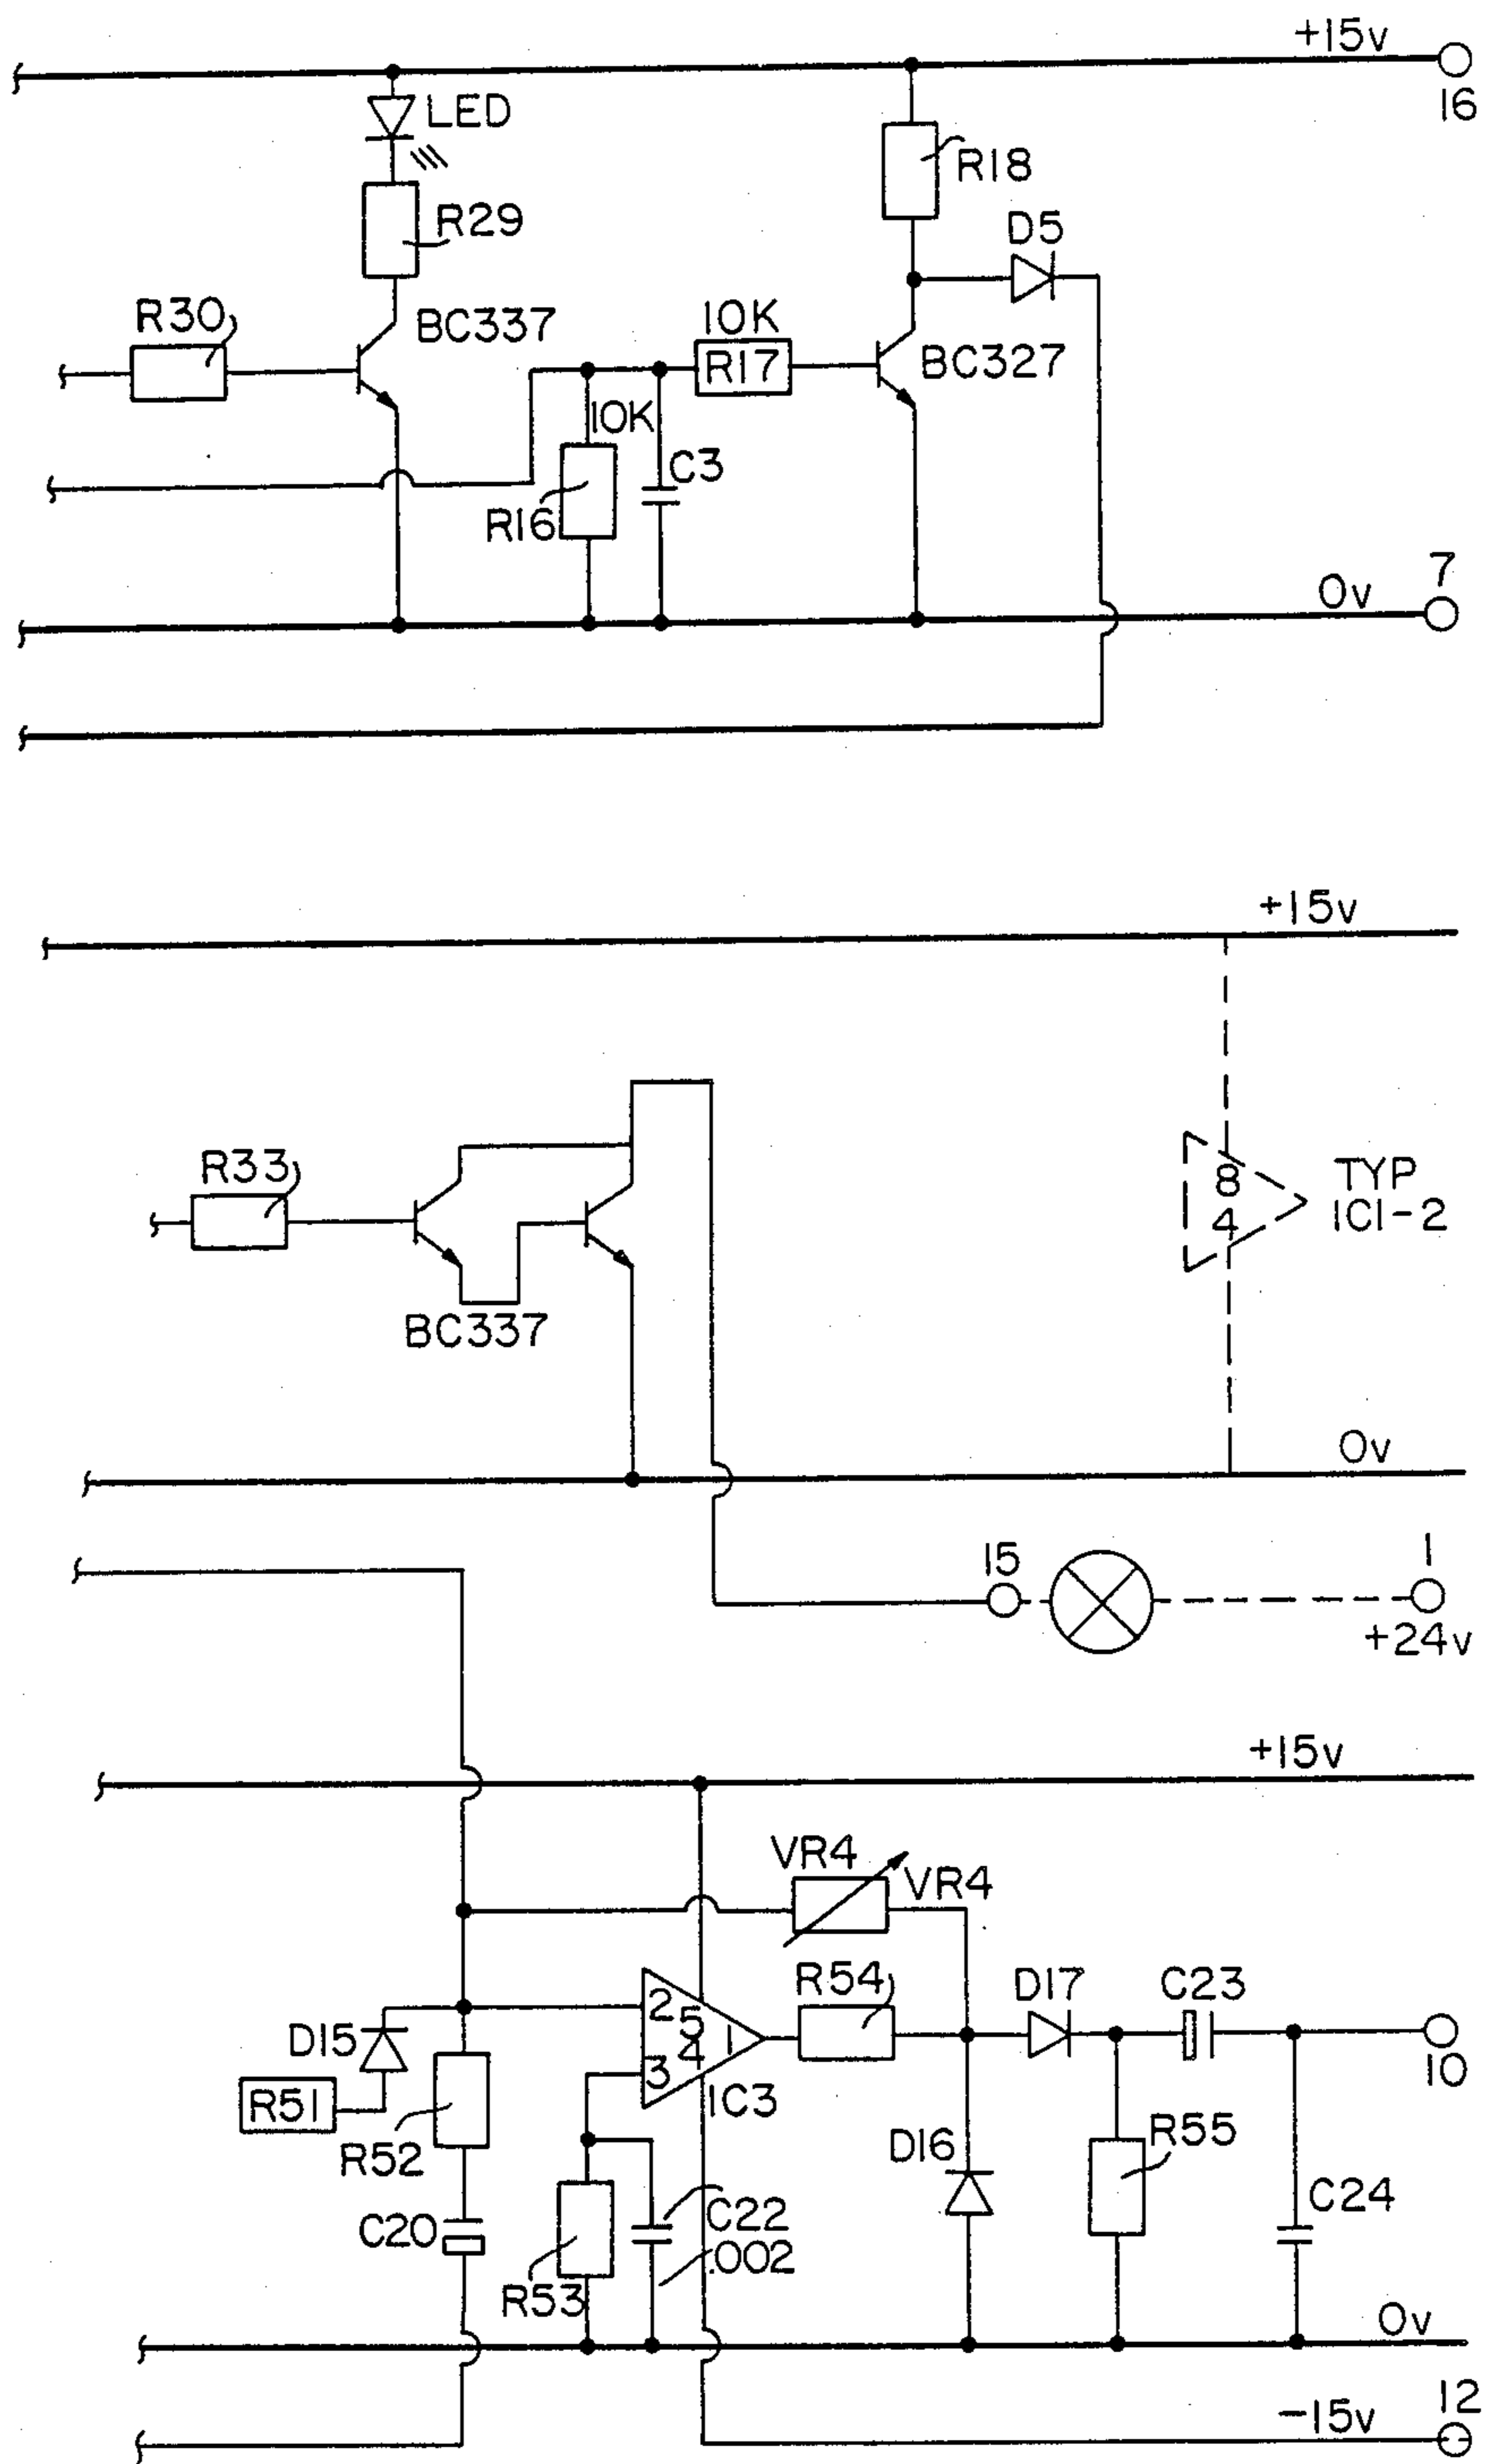 +15v
16
LED
R18
R29
D5
R30
BC337
10K
R17
BC327
10K
C3
R16
7
0v
+15v
R33
8
4
TYP
IC1-2
BC337
0v
15
1
+24v
+15v
VR4
VR4
R54
D17
C23
2
5
4
1
3
D15
10
R51
IC3
R52
D16
R55
C20
C22
.002
C24
R53
0v
12
-15v